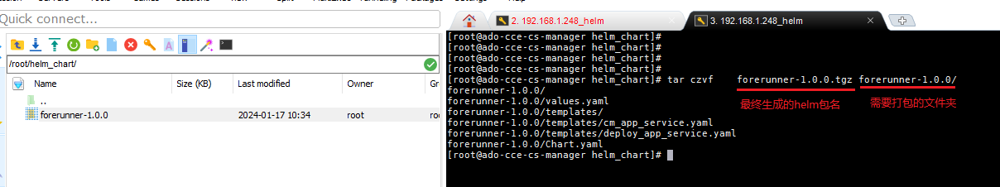 Quick connect...
/root/helm_chart/
Name Size (KB) Last modified Owner
..
forerunner-1.0.0 2024-01-17 10:34 root
2. 192.168.1.248_helm
3. 192.168.1.248_helm
[root@ado-cce-cs-manager helm_chart]#
[root@ado-cce-cs-manager helm_chart]#
[root@ado-cce-cs-manager helm_chart]#
[root@ado-cce-cs-manager helm_chart]#
[root@ado-cce-cs-manager helm_chart]# tar czvf forerunner-1.0.0.tgz forerunner-1.0.0/
forerunner-1.0.0/
forerunner-1.0.0/values.yaml
forerunner-1.0.0/templates/
forerunner-1.0.0/templates/cm_app_service.yaml
forerunner-1.0.0/templates/deploy_app_service.yaml
forerunner-1.0.0/Chart.yaml
[root@ado-cce-cs-manager helm_chart]#
最终生成的helm包名
需要打包的文件夹